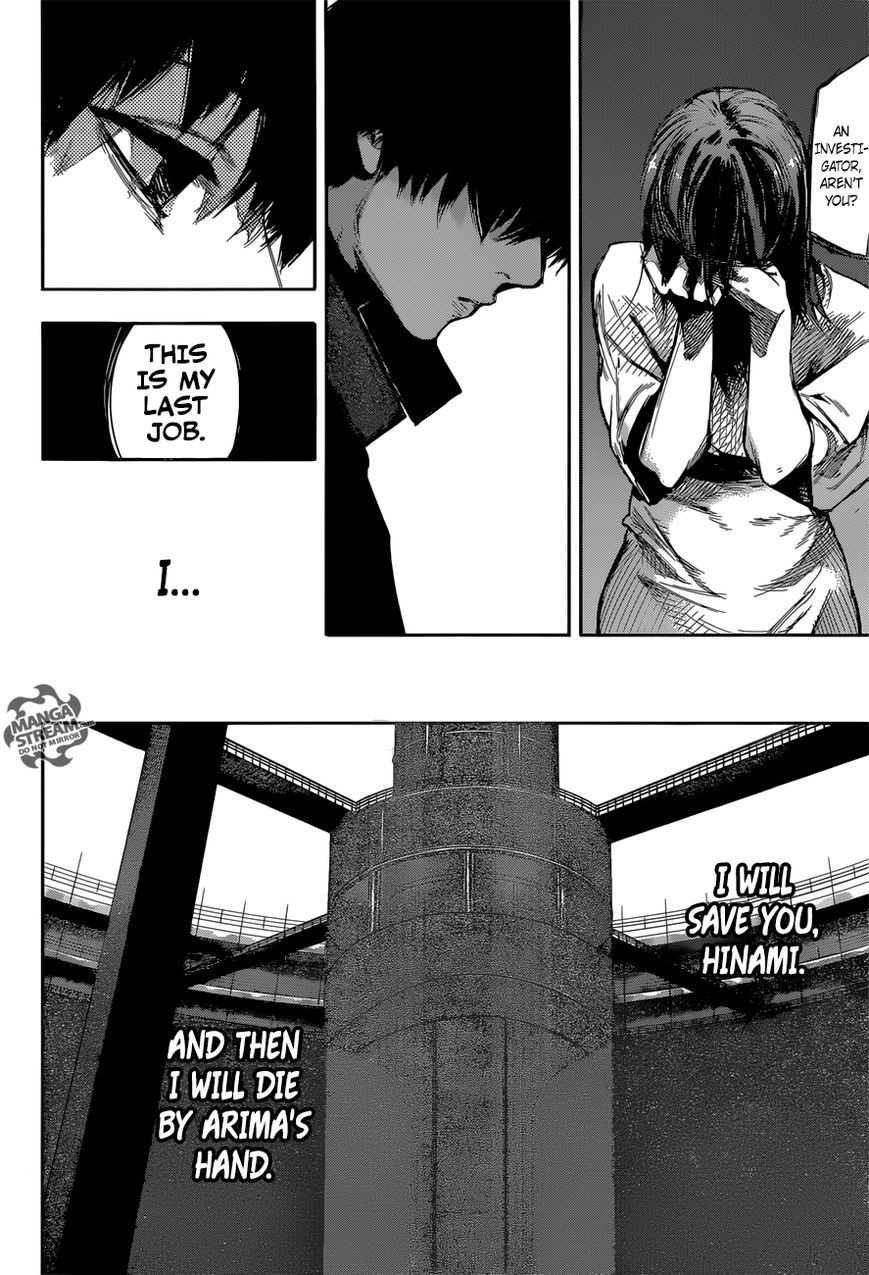 AN
INVESTI-
GATOR,
AREN'T
YOU?
THIS
IS MY
LAST
JOB.
I...
MANGA
STREAM.com
DO NOT MIRROR
I WILL
SAVE YOU,
HINAMI.
AND THEN
I WILL DIE
BY ARIMA'S
HAND.